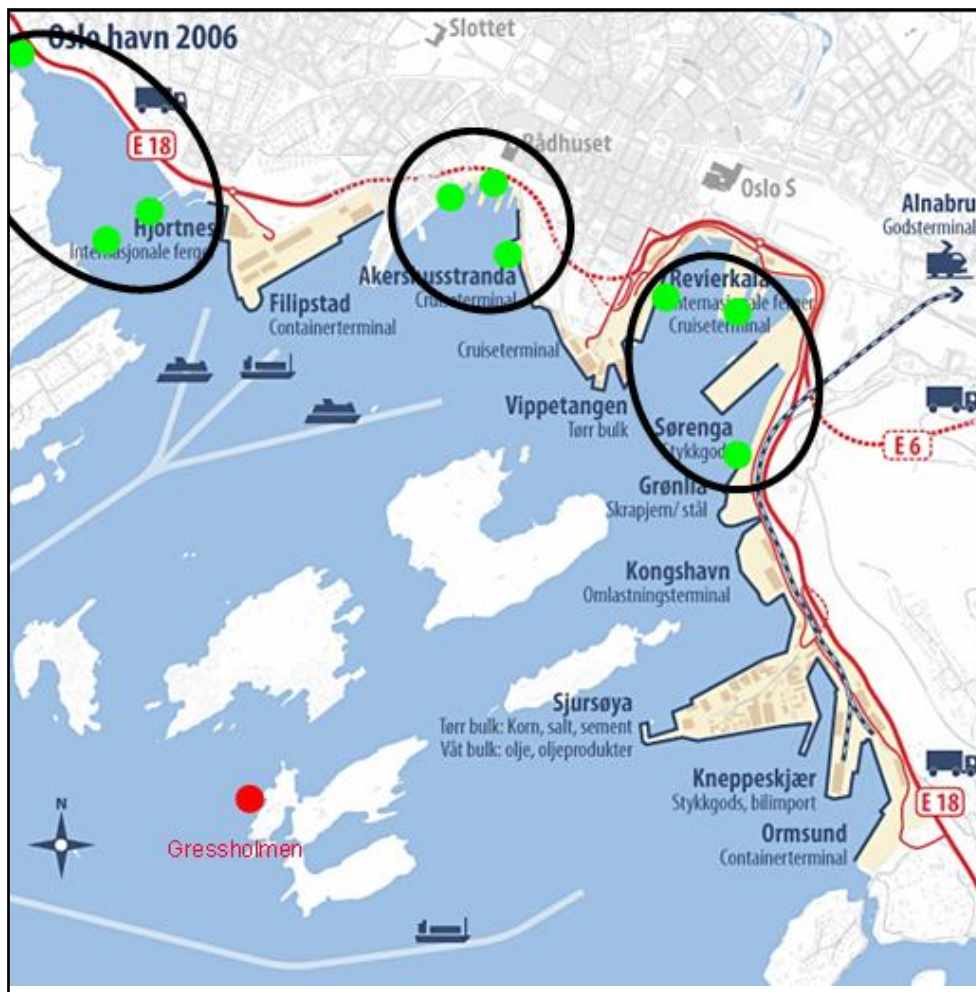 Oslo havn 2006
Slottet
E 18
Rådhuset
Oslo S
Alnabru
Godsterminal
Hjortnes
Internasjonale ferger
Akershusstranda
Cruiseterminal
Revierkaia
Internasjonale ferger
Cruiseterminal
Filipstad
Containerterminal
Cruiseterminal
Vippetangen
Tørr bulk
Sørenga
Stykkgods
E 6
Grønlia
Skrapjern/ stål
Kongshavn
Omlastningsterminal
Sjursøya
Tørr bulk: Korn, salt, sement
Våt bulk: olje, oljeprodukter
Kneppeskjær
Stykkgods, bilimport
E 18
N
Gressholmen
Ormsund
Containerterminal